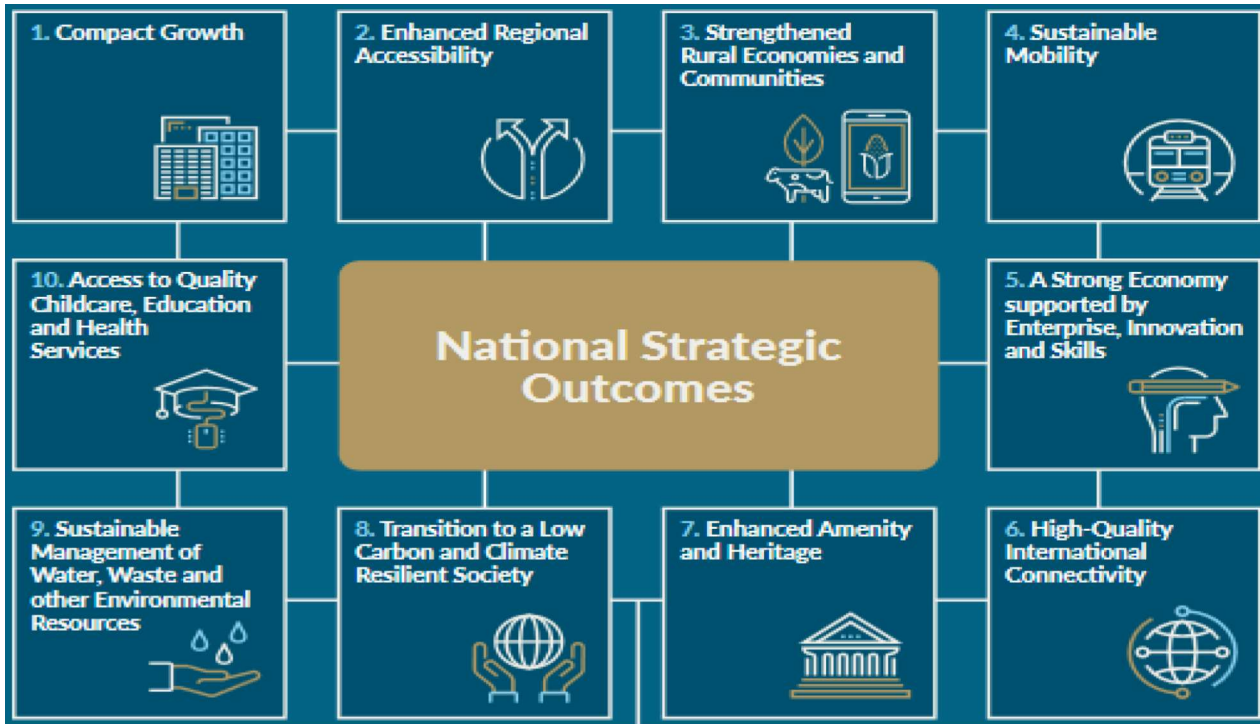 1. Compact Growth
2. Enhanced Regional
Accessibility
3. Strengthened
Rural Economies and
Communities
4. Sustainable
Mobility
10. Access to Quality
Childcare, Education
and Health
Services
National Strategic
Outcomes
5. A Strong Economy
supported by
Enterprise, Innovation
and Skills
9. Sustainable
Management of
Water, Waste and
other Environmental
Resources
8. Transition to a Low
Carbon and Climate
Resilient Society
7. Enhanced Amenity
and Heritage
6. High-Quality
International
Connectivity